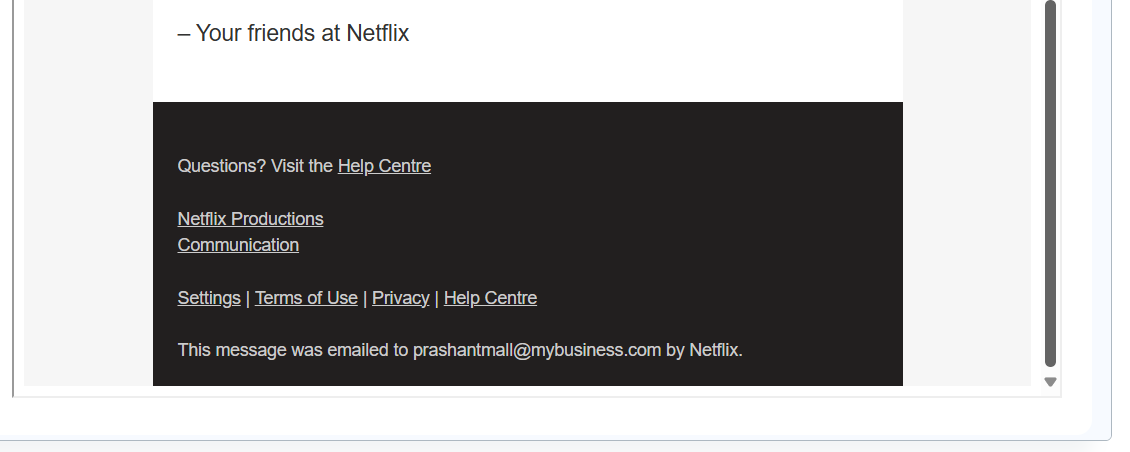 – Your friends at Netflix
Questions? Visit the Help Centre
Netflix Productions
Communication
Settings | Terms of Use | Privacy | Help Centre
This message was emailed to prashantmall@mybusiness.com by Netflix.